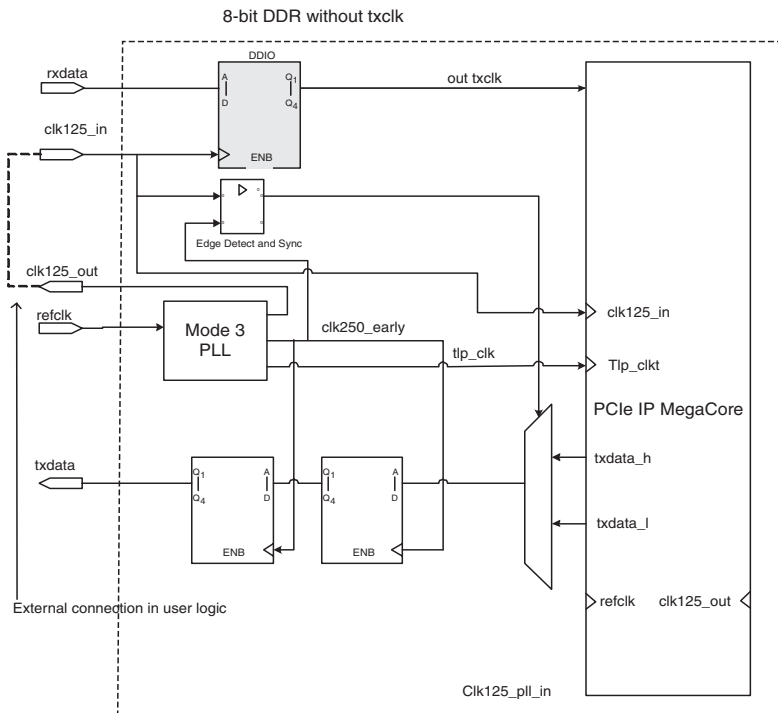 8-bit DDR without txclk
DDIO
rxdata
A
D
Q1
Q4
out txclk
clk125_in
ENB
Edge Detect and Sync
clk125_out
clk125_in
refclk
Mode 3
PLL
clk250_early
tlp_clk
Tlp_clkt
PCIe IP MegaCore
txdata
Q1
Q4
A
D
ENB
Q1
Q4
A
D
ENB
txdata_h
txdata_l
External connection in user logic
refclk
clk125_out
Clk125_pll_in